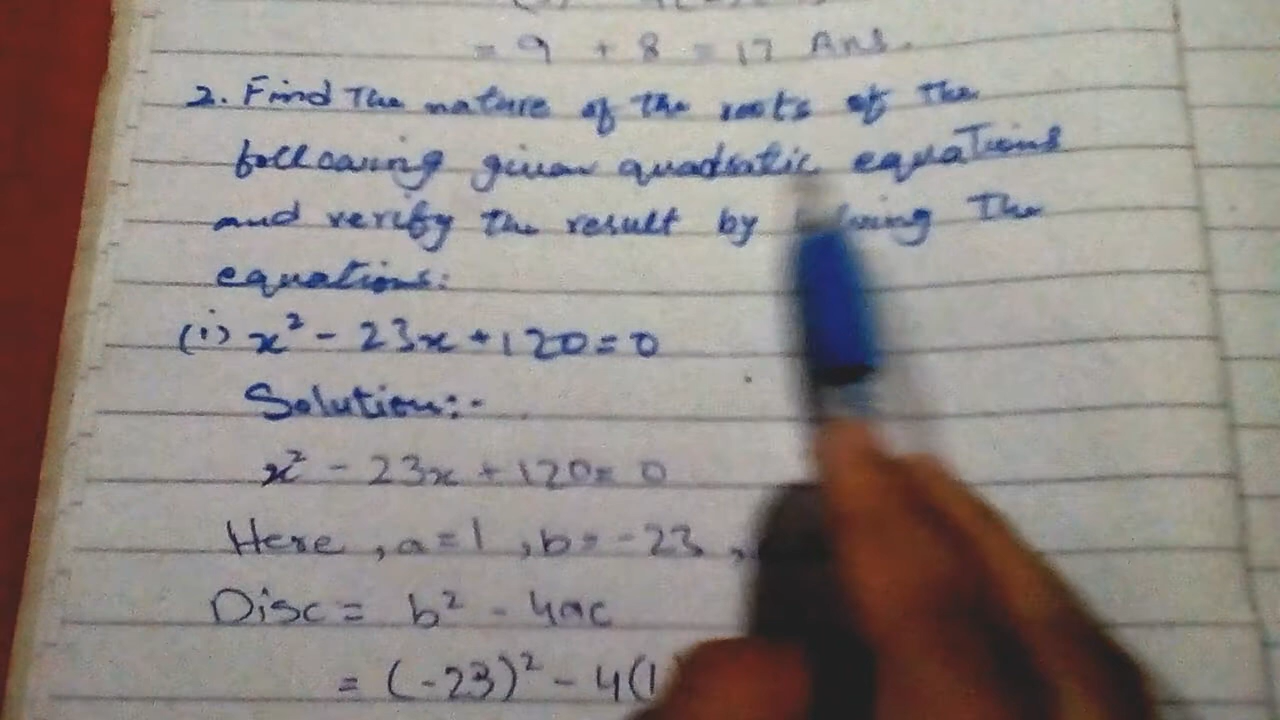 = 9 + 8 = 17 Ans.
2. Find The nature of the roots of the
following given quadratic equations
and verify the result by The
equations:
(i) x² - 23x + 120 = 0
Solution:-
x² - 23x + 120 = 0
Here, a = 1, b = -23,
Disc = b² - 4ac
= (-23)² - 4(1